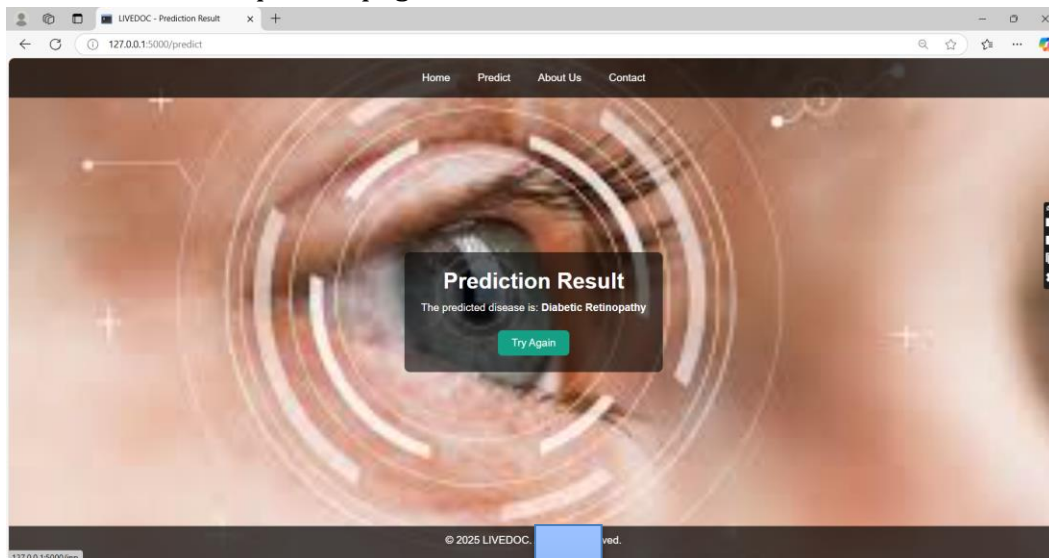 LIVEDOC - Prediction Result
127.0.0.1:5000/predict
Home Predict About Us Contact
Prediction Result
The predicted disease is: Diabetic Retinopathy
Try Again
© 2025 LIVEDOC. ved.